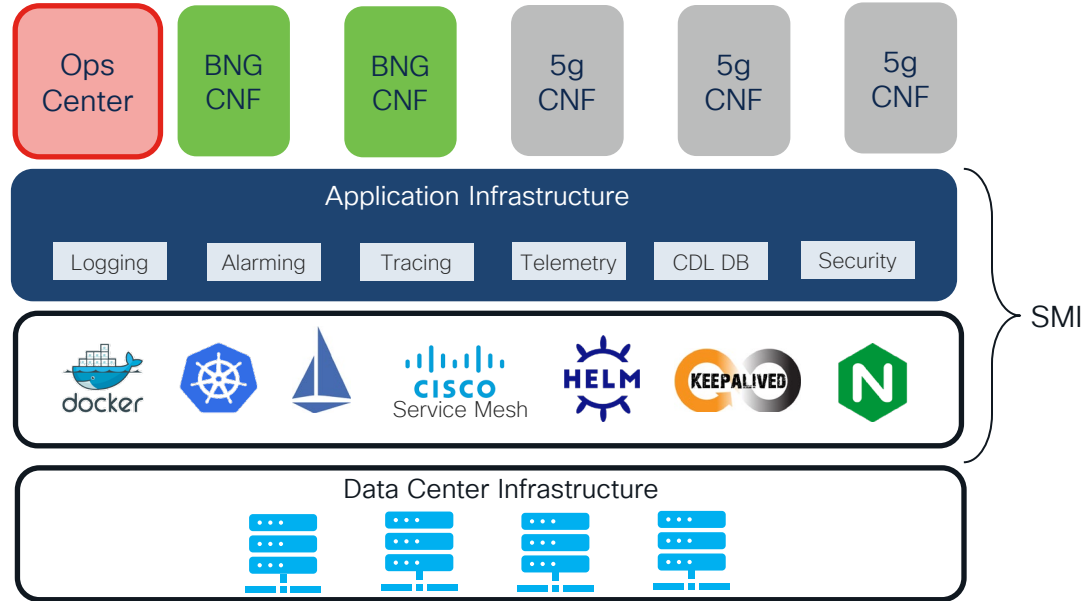 Ops
Center
BNG
CNF
BNG
CNF
5g
CNF
5g
CNF
5g
CNF
Application Infrastructure
Logging
Alarming
Tracing
Telemetry
CDL DB
Security
SMI
docker
CISCO
Service Mesh
HELM
KEEPALIVED
N
Data Center Infrastructure